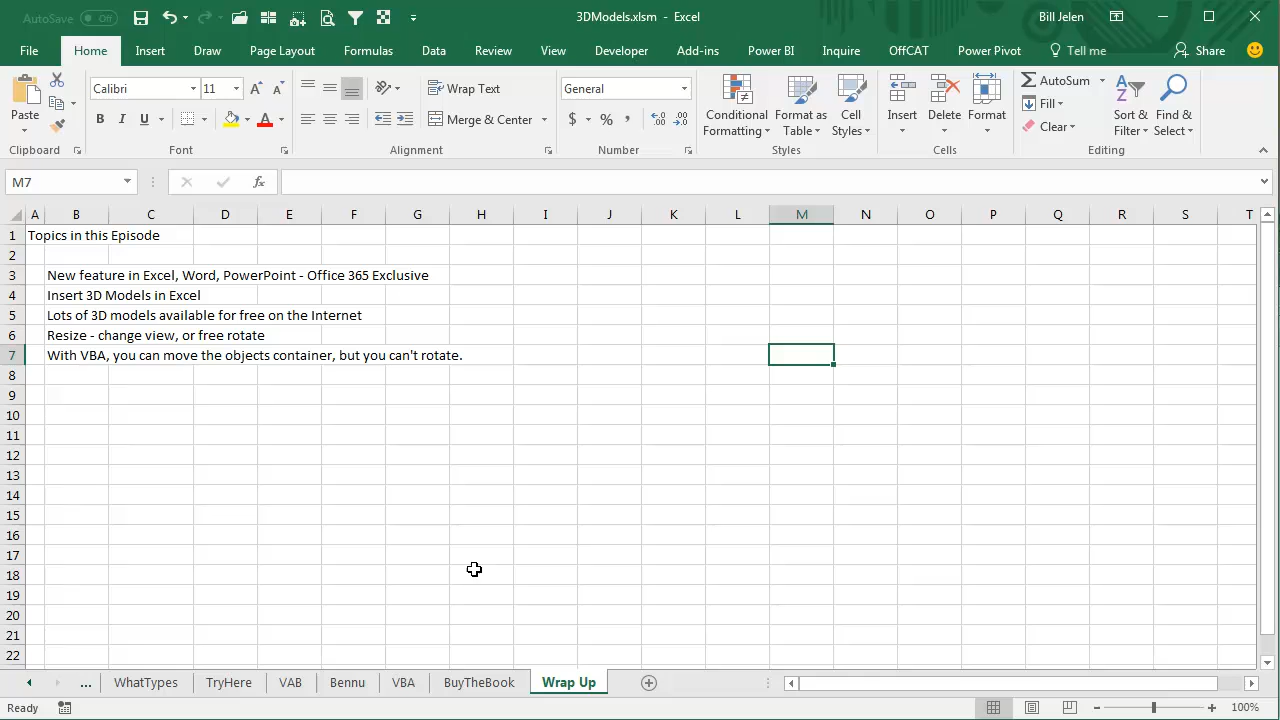 AutoSave Off
3DModels.xlsm - Excel
Bill Jelen
File Home Insert Draw Page Layout Formulas Data Review View Developer Add-ins Power BI Inquire OffCAT Power Pivot Tell me Share
Paste
Calibri 11
Wrap Text
General
Conditional Formatting
Format as Table
Cell Styles
Insert
Delete
Format
AutoSum
Fill
Clear
Sort & Filter
Find & Select
B I U A
Merge & Center
$ % ,
Clipboard Font Alignment Number Styles Cells Editing
M7
fx
A B C D E F G H I J K L M N O P Q R S T
1 Topics in this Episode
2
3 New feature in Excel, Word, PowerPoint - Office 365 Exclusive
4 Insert 3D Models in Excel
5 Lots of 3D models available for free on the Internet
6 Resize - change view, or free rotate
7 With VBA, you can move the objects container, but you can't rotate.
8
9
10
11
12
13
14
15
16
17
18
19
20
21
22
... WhatTypes TryHere VAB Bennu VBA BuyTheBook Wrap Up
Ready
100%